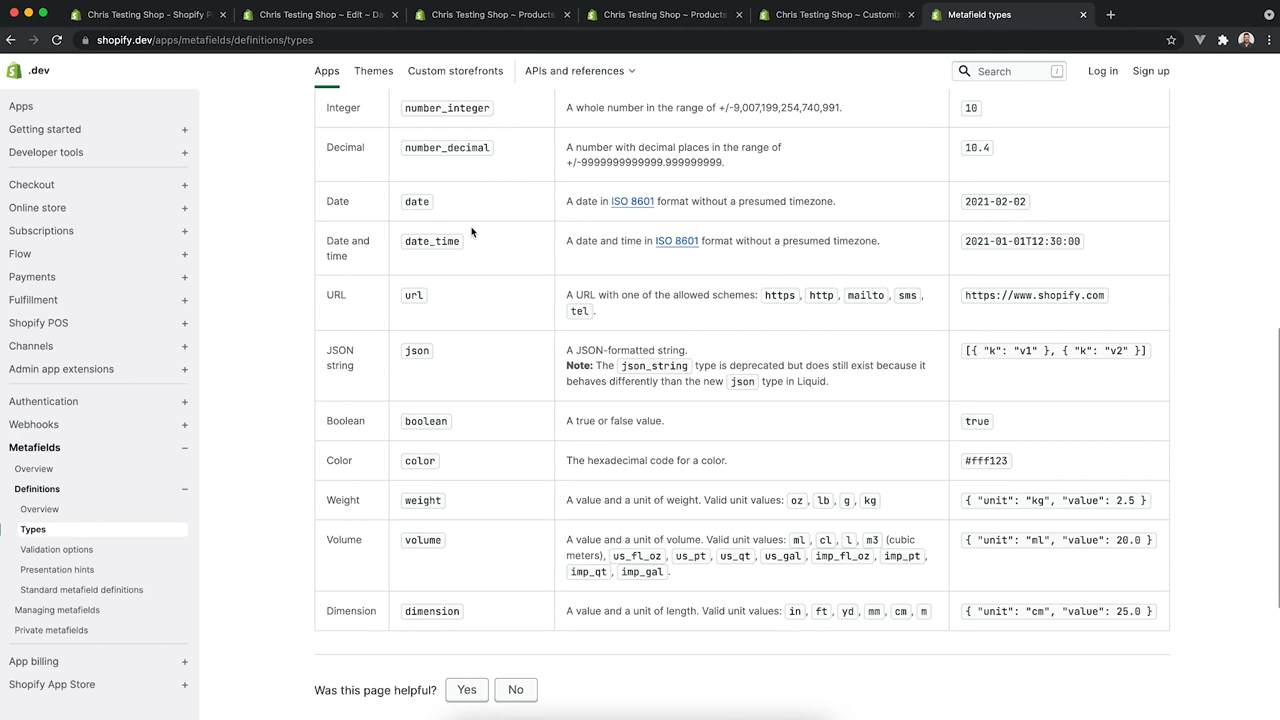 Chris Testing Shop - Shopify P
Chris Testing Shop ~ Edit ~ Da
Chris Testing Shop ~ Products
Chris Testing Shop ~ Products
Chris Testing Shop ~ Customiz
Metafield types
shopify.dev/apps/metafields/definitions/types
.dev
Apps
Themes
Custom storefronts
APIs and references
Search
/
Log in
Sign up
Apps
Getting started
Developer tools
Checkout
Online store
Subscriptions
Flow
Payments
Fulfillment
Shopify POS
Channels
Admin app extensions
Authentication
Webhooks
Metafields
Overview
Definitions
Overview
Types
Validation options
Presentation hints
Standard metafield definitions
Managing metafields
Private metafields
App billing
Shopify App Store
Integer number_integer A whole number in the range of +/-9,007,199,254,740,991. 10
Decimal number_decimal A number with decimal places in the range of 10.4
+/-9999999999999.999999999.
Date date A date in ISO 8601 format without a presumed timezone. 2021-02-02
Date and date_time A date and time in ISO 8601 format without a presumed timezone. 2021-01-01T12:30:00
time
URL url A URL with one of the allowed schemes: https, http, mailto, sms, https://www.shopify.com
tel.
JSON json A JSON-formatted string. [{ "k": "v1" }, { "k": "v2" }]
string Note: The json_string type is deprecated but does still exist because it
behaves differently than the new json type in Liquid.
Boolean boolean A true or false value. true
Color color The hexadecimal code for a color. #fff123
Weight weight A value and a unit of weight. Valid unit values: oz, lb, g, kg { "unit": "kg", "value": 2.5 }
Volume volume A value and a unit of volume. Valid unit values: ml, cl, l, m3 (cubic { "unit": "ml", "value": 20.0 }
meters), us_fl_oz, us_pt, us_qt, us_gal, imp_fl_oz, imp_pt,
imp_qt, imp_gal.
Dimension dimension A value and a unit of length. Valid unit values: in, ft, yd, mm, cm, m { "unit": "cm", "value": 25.0 }
Was this page helpful? Yes No